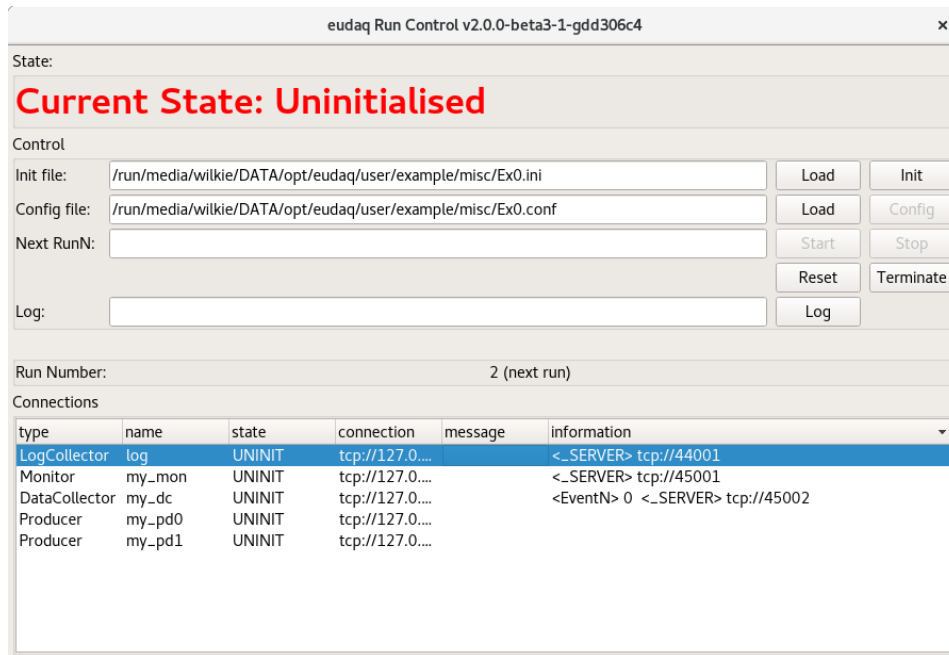 eudaq Run Control v2.0.0-beta3-1-gdd306c4 ×
State:
Current State: Uninitialised
Control
Init file: /run/media/wilkie/DATA/opt/eudaq/user/example/misc/Ex0.ini Load Init
Config file: /run/media/wilkie/DATA/opt/eudaq/user/example/misc/Ex0.conf Load Config
Next RunN: Start Stop
Reset Terminate
Log: Log
Run Number: 2 (next run)
Connections
type name state connection message information
LogCollector log UNINIT tcp://127.0.... <_SERVER> tcp://44001
Monitor my_mon UNINIT tcp://127.0.... <_SERVER> tcp://45001
DataCollector my_dc UNINIT tcp://127.0.... <EventN> 0 <_SERVER> tcp://45002
Producer my_pd0 UNINIT tcp://127.0....
Producer my_pd1 UNINIT tcp://127.0....